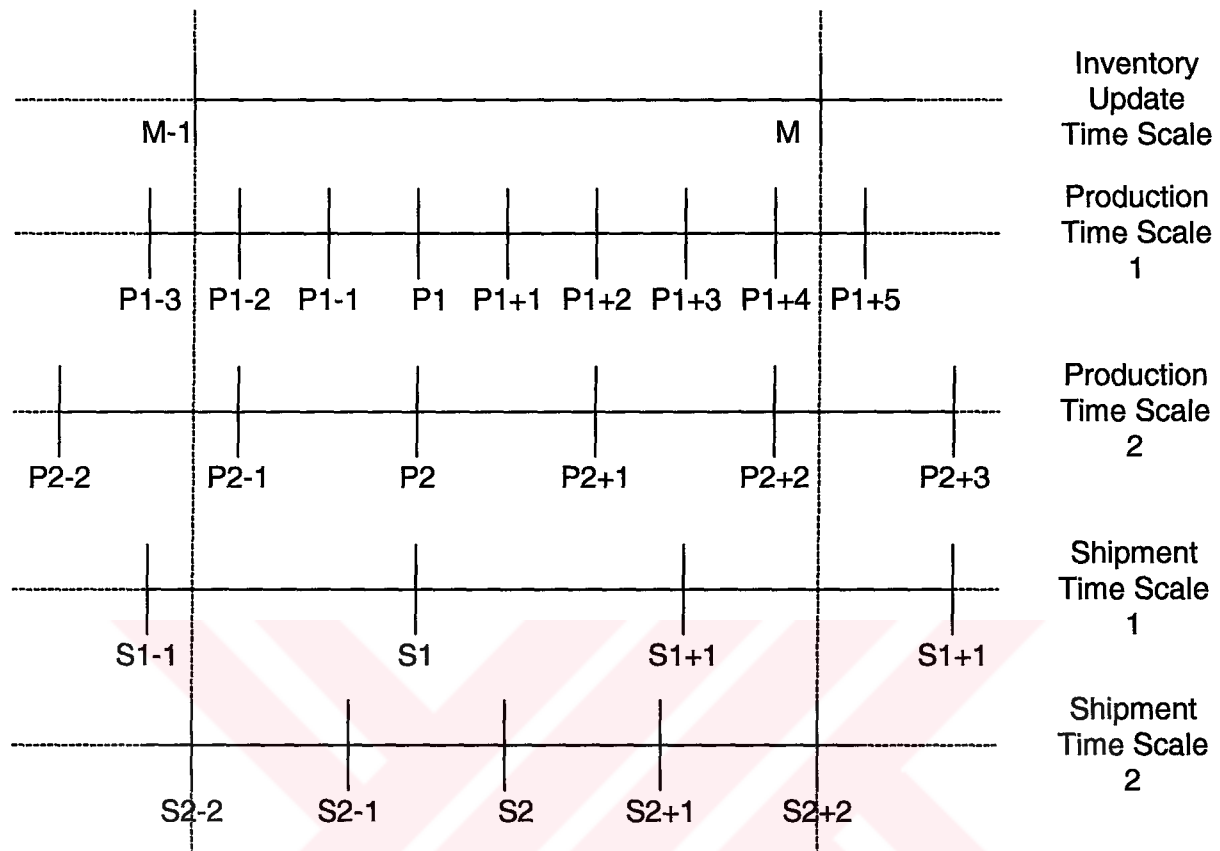 Inventory
Update
Time Scale
M-1
M
Production
Time Scale
1
P1-3 P1-2 P1-1 P1 P1+1 P1+2 P1+3 P1+4 P1+5
Production
Time Scale
2
P2-2 P2-1 P2 P2+1 P2+2 P2+3
Shipment
Time Scale
1
S1-1 S1 S1+1 S1+1
Shipment
Time Scale
2
S2-2 S2-1 S2 S2+1 S2+2